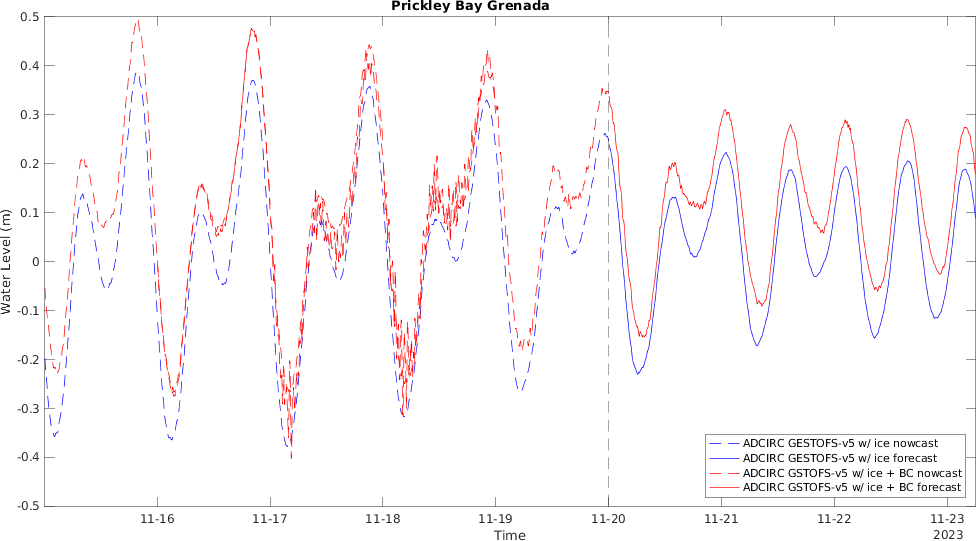 Prickley Bay Grenada
0.5
0.4
0.3
0.2
0.1
0
-0.1
-0.2
-0.3
-0.4
-0.5
Water Level (m)
11-16
11-17
11-18
11-19
11-20
11-21
11-22
11-23
Time
2023
ADCIRC GESTOFS-v5 w/ ice nowcast
ADCIRC GESTOFS-v5 w/ ice forecast
ADCIRC GSTOFS-v5 w/ ice + BC nowcast
ADCIRC GSTOFS-v5 w/ ice + BC forecast